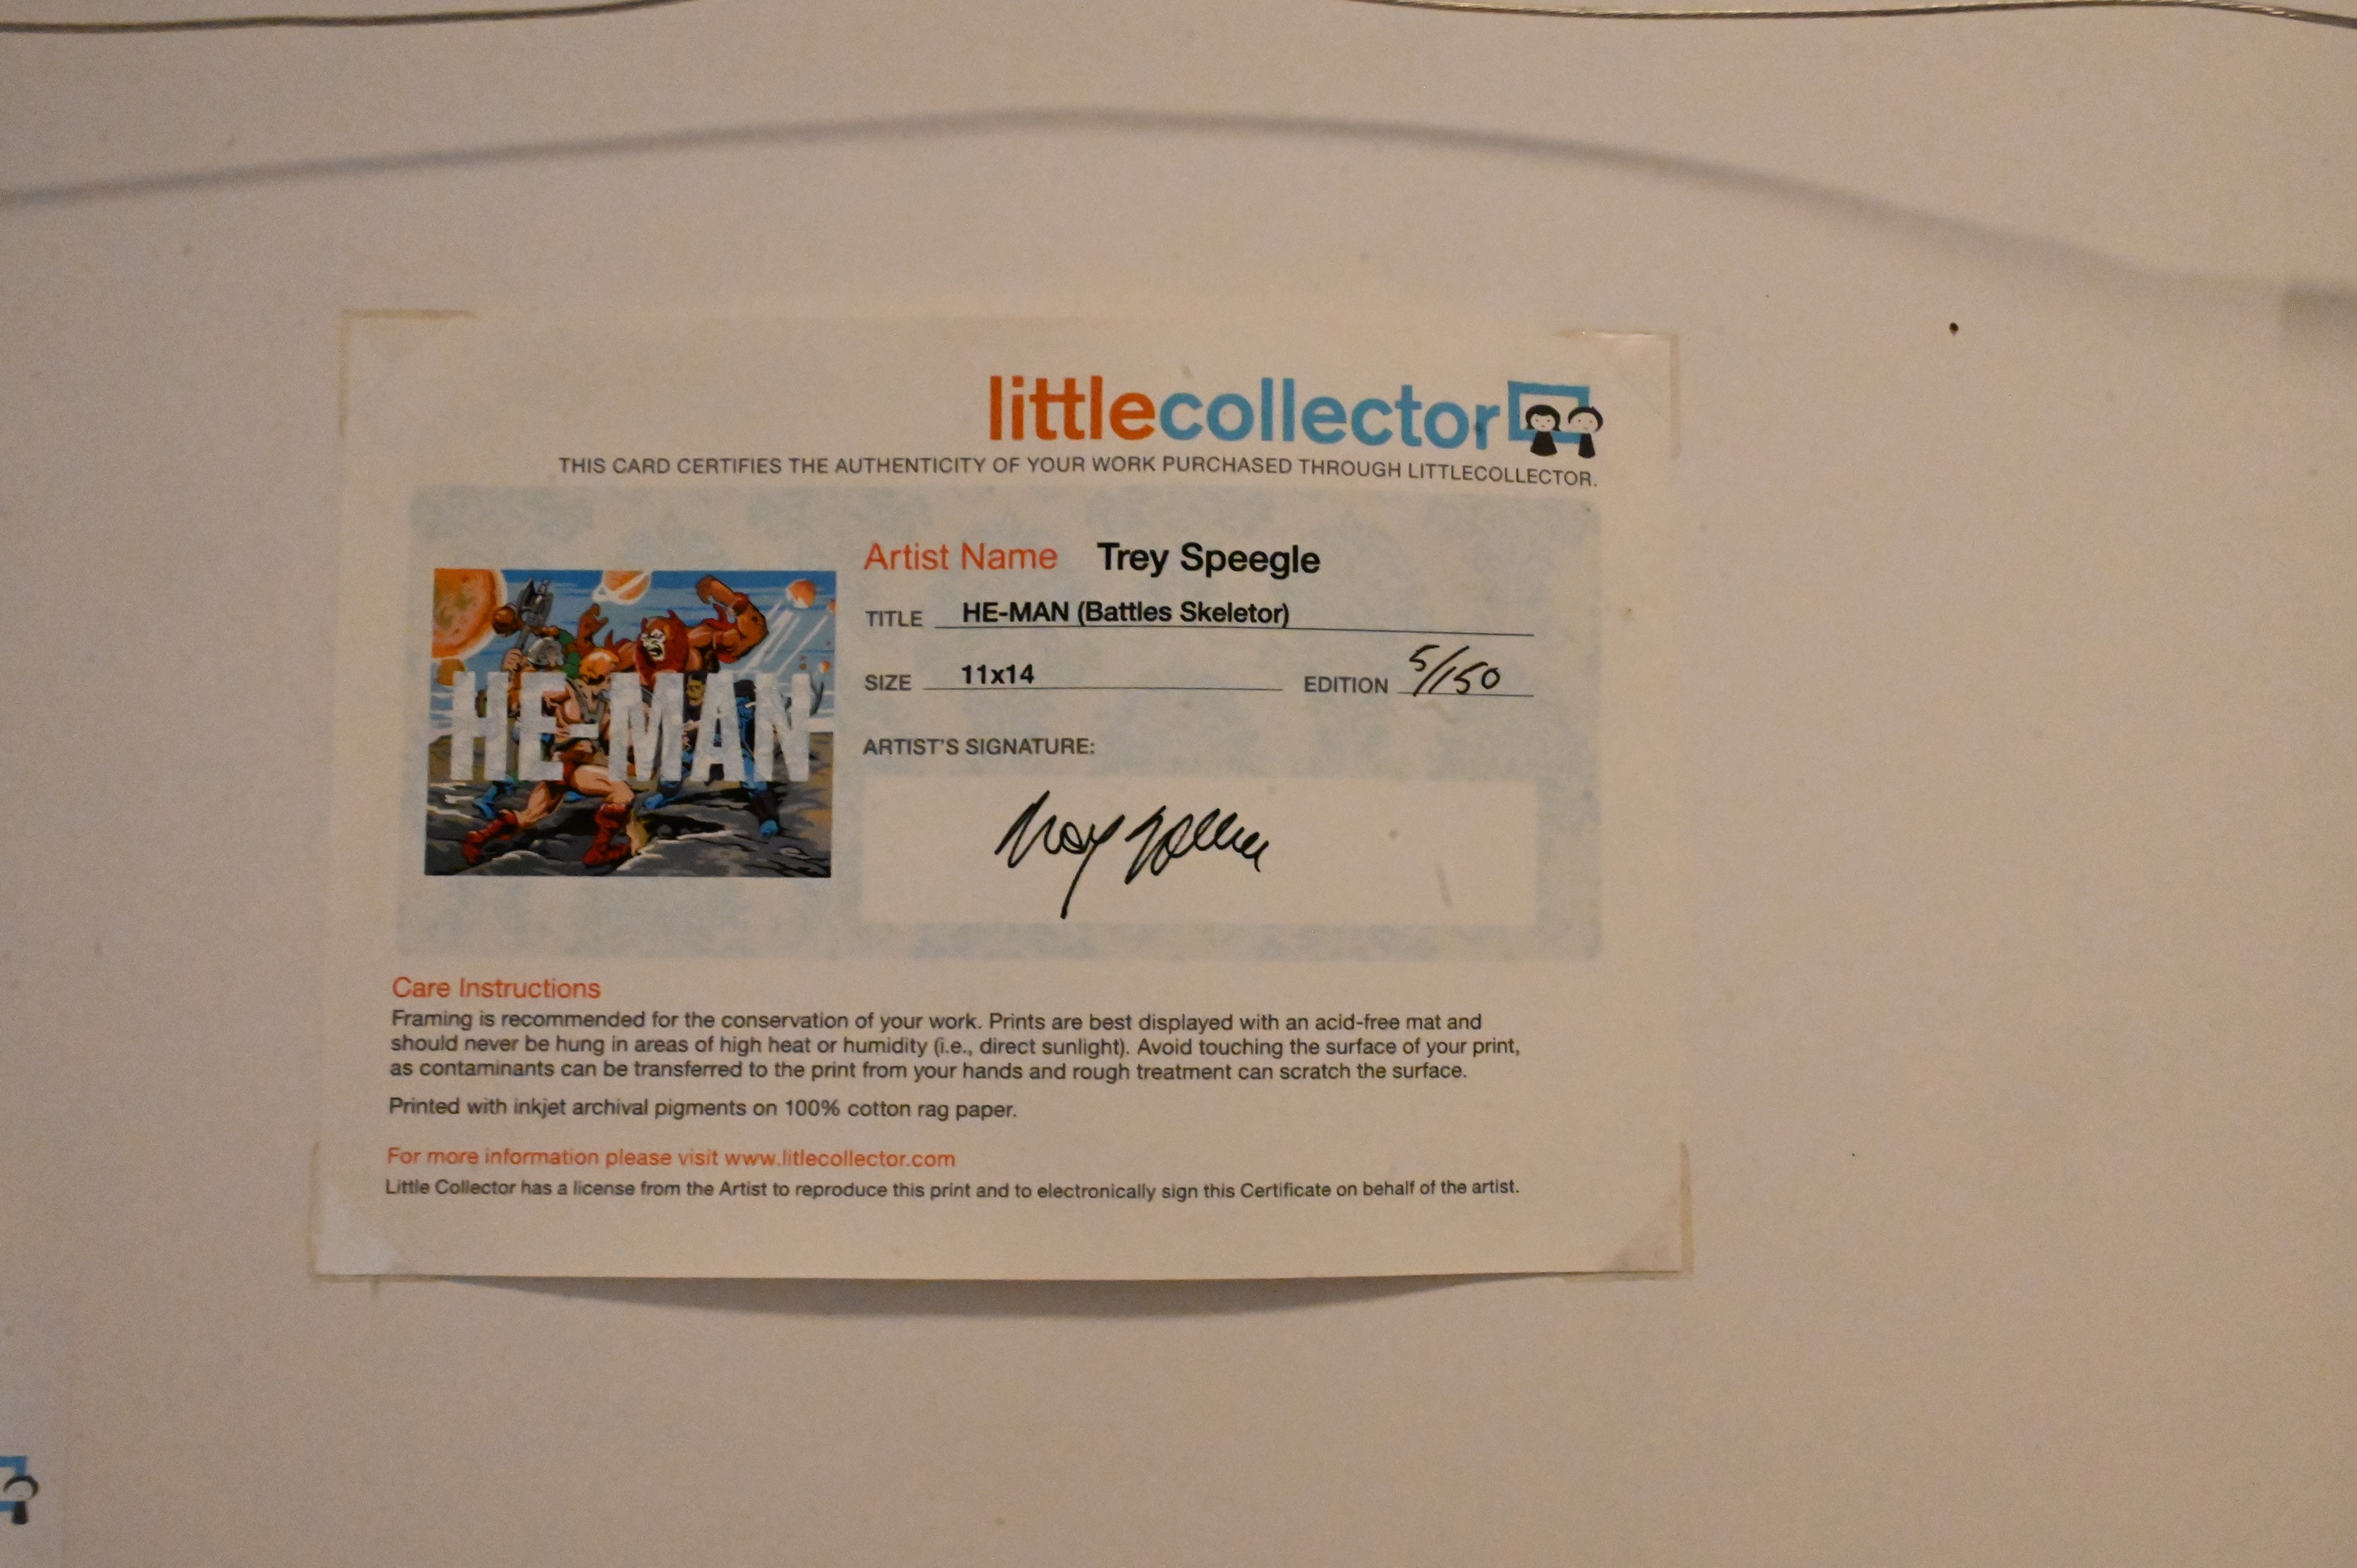 littlecollector
THIS CARD CERTIFIES THE AUTHENTICITY OF YOUR WORK PURCHASED THROUGH LITTLECOLLECTOR.
Artist Name Trey Speegle
TITLE HE-MAN (Battles Skeletor)
SIZE 11x14 EDITION 5/150
HE-MAN
ARTIST'S SIGNATURE:
Care Instructions
Framing is recommended for the conservation of your work. Prints are best displayed with an acid-free mat and
should never be hung in areas of high heat or humidity (i.e., direct sunlight). Avoid touching the surface of your print,
as contaminants can be transferred to the print from your hands and rough treatment can scratch the surface.
Printed with inkjet archival pigments on 100% cotton rag paper.
For more information please visit www.litlecollector.com
Little Collector has a license from the Artist to reproduce this print and to electronically sign this Certificate on behalf of the artist.